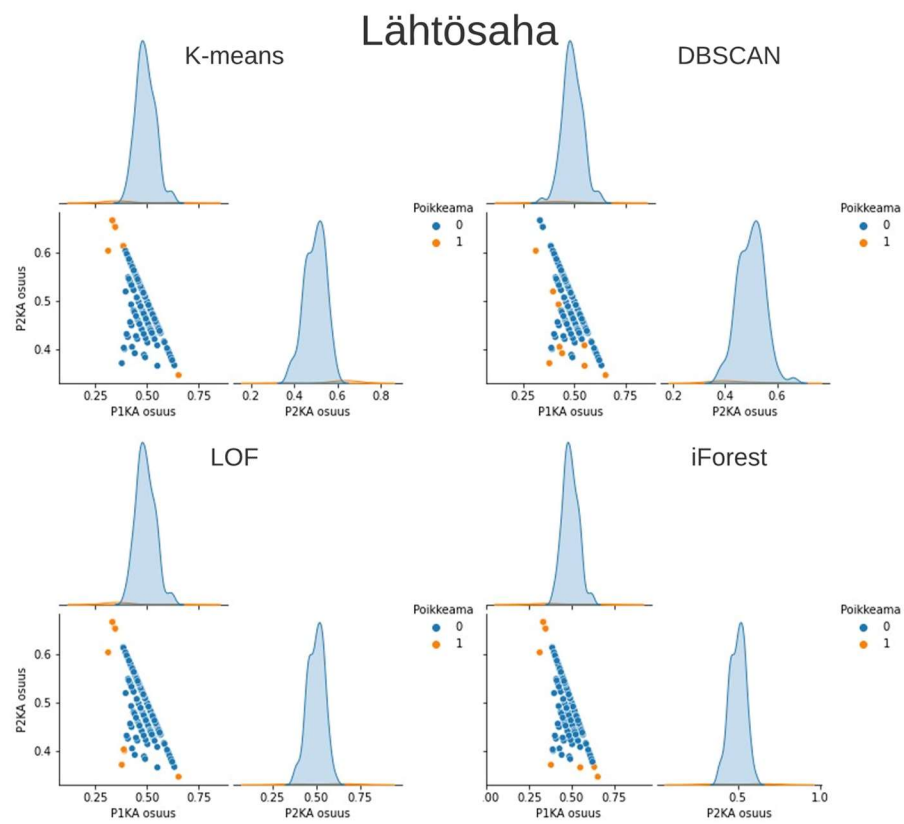 Lähtösaha
K-means
DBSCAN
Poikkeama
0
1
Poikkeama
0
1
P2KA osuus
0.6
0.5
0.4
0.25 0.50 0.75
P1KA osuus
0.2 0.4 0.6 0.8
P2KA osuus
0.25 0.50 0.75
P1KA osuus
0.2 0.4 0.6
P2KA osuus
LOF
iForest
Poikkeama
0
1
Poikkeama
0
1
P2KA osuus
0.6
0.5
0.4
0.25 0.50 0.75
P1KA osuus
0.25 0.50 0.75
P2KA osuus
.00 0.25 0.50 0.75
P1KA osuus
0.5 1.0
P2KA osuus